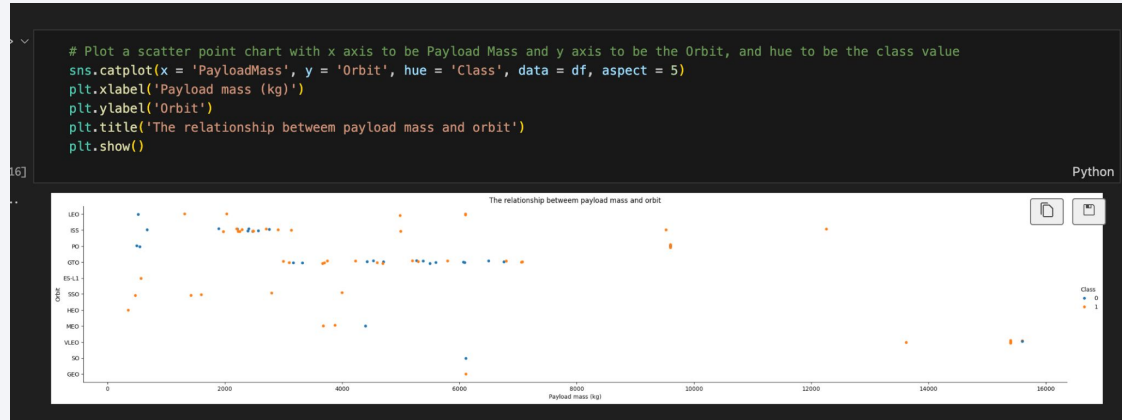 # Plot a scatter point chart with x axis to be Payload Mass and y axis to be the Orbit, and hue to be the class value
sns.catplot(x = 'PayloadMass', y = 'Orbit', hue = 'Class', data = df, aspect = 5)
plt.xlabel('Payload mass (kg)')
plt.ylabel('Orbit')
plt.title('The relationship betweem payload mass and orbit')
plt.show()
16]
Python
The relationship betweem payload mass and orbit
LEO
ISS
PO
GTO
ES-L1
SSO
HEO
MEO
VLEO
SO
GEO
Orbit
Class
0
1
0 2000 4000 6000 8000 10000 12000 14000 16000
Payload mass (kg)